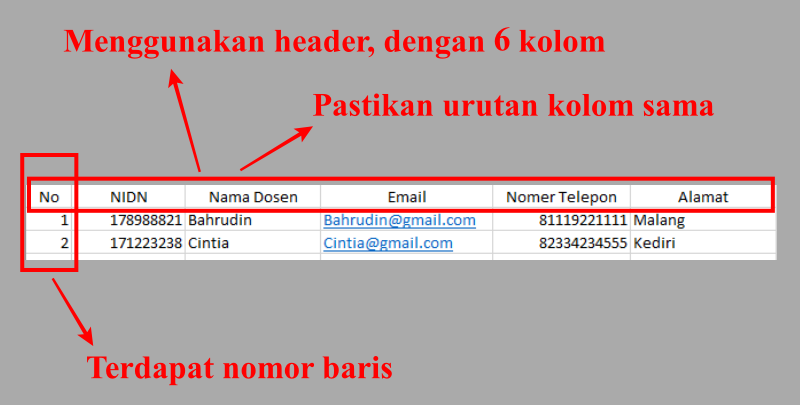 Menggunakan header, dengan 6 kolom
Pastikan urutan kolom sama
No NIDN Nama Dosen Email Nomer Telepon Alamat
1 178988821 Bahrudin Bahrudin@gmail.com 81119221111 Malang
2 171223238 Cintia Cintia@gmail.com 82334234555 Kediri
Terdapat nomor baris